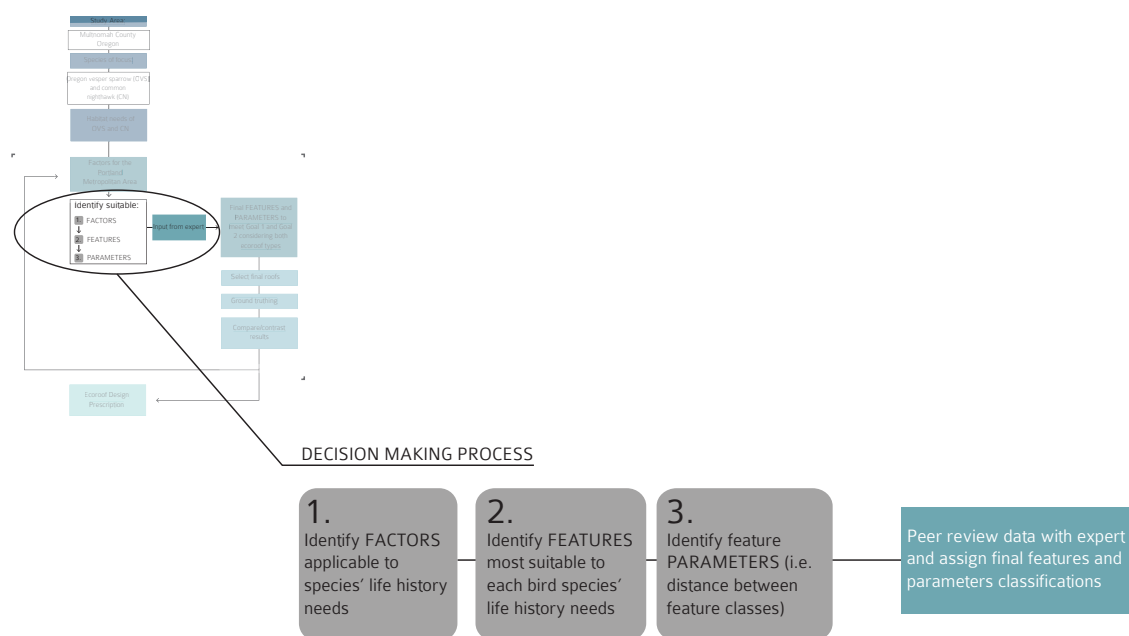 Study Area
Multnomah County
Oregon
Species of focus
Oregon vesper sparrow (OVS)
and common
nighthawk (CN)
Habitat needs of
OVS and CN
Factors for the
Portland
Metropolitan Area
Identify suitable:
1. FACTORS
2. FEATURES
3. PARAMETERS
Input from expert
Final FEATURES and
PARAMETERS to
meet Goal 1 and Goal
2 considering both
ecoroof types
Select final roofs
Ground truthing
Compare/contrast
results
Ecoroof Design
Prescription
DECISION MAKING PROCESS
1.
Identify FACTORS
applicable to
species’ life history
needs
2.
Identify FEATURES
most suitable to
each bird species’
life history needs
3.
Identify feature
PARAMETERS (i.e.
distance between
feature classes)
Peer review data with expert
and assign final features and
parameters classifications